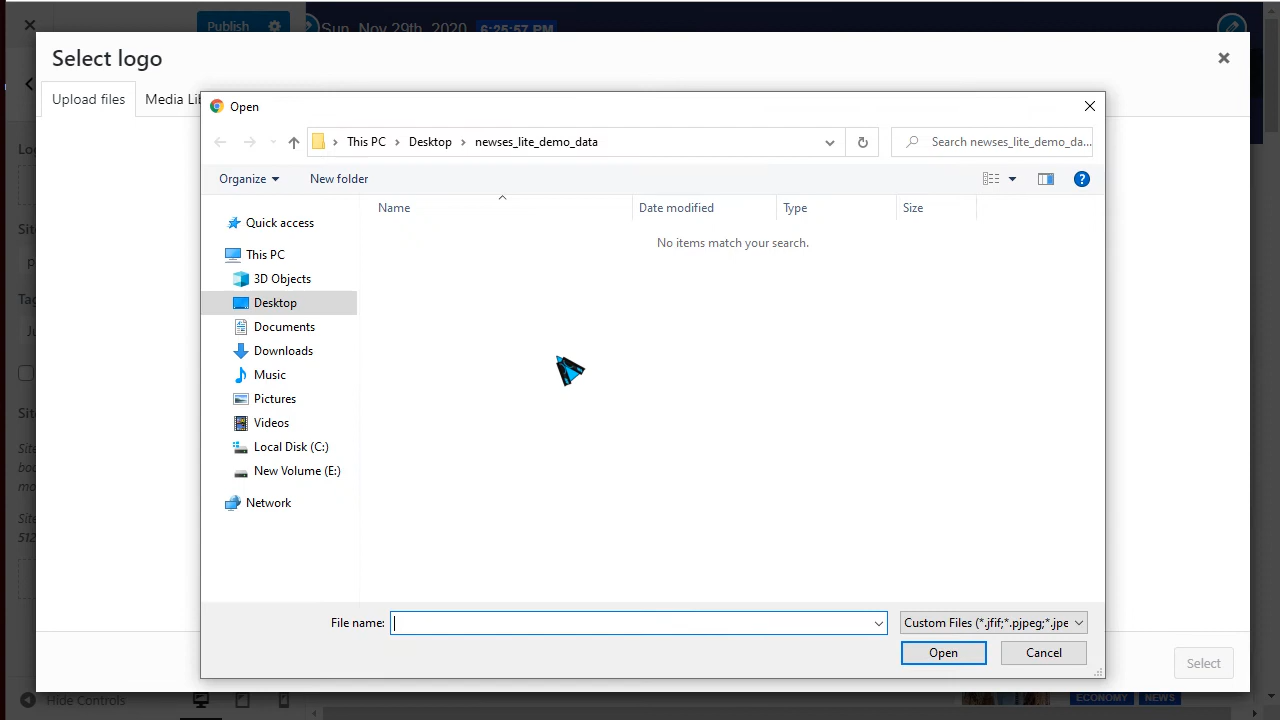 Publish
Sun. Nov 29th, 2020 6:25:57 PM
Select logo
Upload files
Media Lib
Open
This PC
Desktop
newses_lite_demo_data
Search newses_lite_demo_da...
Organize
New folder
Name
Date modified
Type
Size
No items match your search.
Quick access
This PC
3D Objects
Desktop
Documents
Downloads
Music
Pictures
Videos
Local Disk (C:)
New Volume (E:)
Network
File name:
Custom Files (*.jfif;*.pjpeg;*.jpe
Open
Cancel
Select
Hide Controls
ECONOMY
NEWS